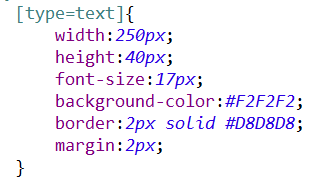 [type=text]{
width:250px;
height:40px;
font-size:17px;
background-color:#F2F2F2;
border:2px solid #D8D8D8;
margin:2px;
}